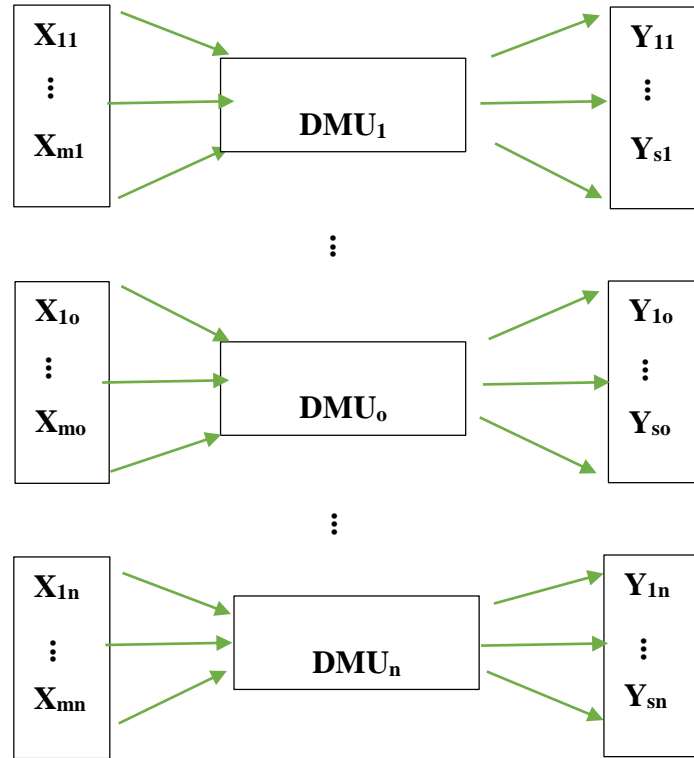 X11
⋮
Xm1
DMU1
Y11
⋮
Ys1
⋮
X1o
⋮
Xmo
DMUo
Y1o
⋮
Yso
⋮
X1n
⋮
Xmn
DMUn
Y1n
⋮
Ysn